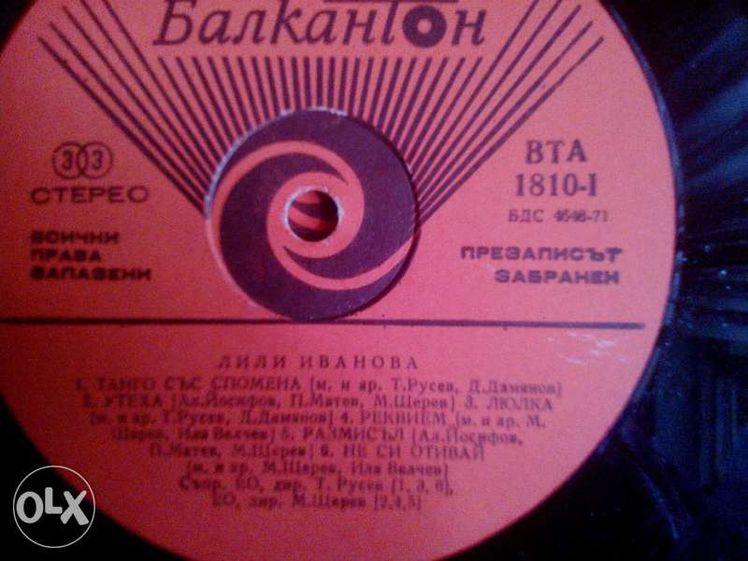 Балкантон
33
СТЕРЕО
ВСИЧКИ
ПРАВА
ЗАПАЗЕНИ
ВТА
1810-I
БДС 4546-71
ПРЕЗАПИСЪТ
ЗАБРАНЕН
ЛИЛИ ИВАНОВА
1. ТАНГО СЪС СПОМЕНА [м. и ар. Т.Русев, Д.Дамянов]
2. УТЕХА [Ал.Йосифов, П.Матев, М.Щерев] 3. ЛЮЛКА
[м. и ар. Т.Русев, Д.Дамянов] 4. РЕКВИЕМ [м. и ар. М.
Щерев, Иля Велчев] 5. РАЗМИСЪЛ [Ал.Йосифов,
П.Матев, М.Щерев] 6. НЕ СИ ОТИВАЙ
[м. и ар. М.Щерев, Иля Велчев]
Съпр. ЕО, дир. Т. Русев [1, 3, 6],
ЕО, дир. М.Щерев [2,4,5]
OLX